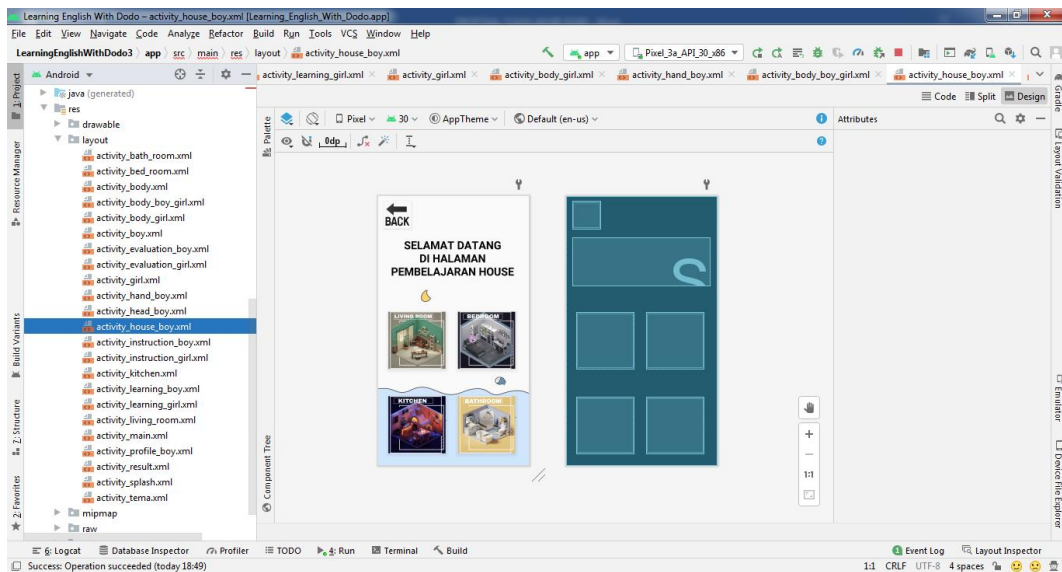 Learning English With Dodo – activity_house_boy.xml [Learning_English_With_Dodo.app]
File Edit View Navigate Code Analyze Refactor Build Run Tools VCS Window Help
LearningEnglishWithDodo3 app src main res layout activity_house_boy.xml
app Pixel_3a_API_30_x86
Android
activity_learning_girl.xml activity_girl.xml activity_body_girl.xml activity_hand_boy.xml activity_body_boy_girl.xml activity_house_boy.xml
Code Split Design
1: Project
Resource Manager
Build Variants
7: Structure
2: Favorites
java (generated)
res
drawable
layout
activity_bath_room.xml
activity_bed_room.xml
activity_body.xml
activity_body_boy_girl.xml
activity_body_girl.xml
activity_boy.xml
activity_evaluation_boy.xml
activity_evaluation_girl.xml
activity_girl.xml
activity_hand_boy.xml
activity_head_boy.xml
activity_house_boy.xml
activity_instruction_boy.xml
activity_instruction_girl.xml
activity_kitchen.xml
activity_learning_boy.xml
activity_learning_girl.xml
activity_living_room.xml
activity_main.xml
activity_profile_boy.xml
activity_result.xml
activity_splash.xml
activity_tema.xml
mipmap
raw
Palette
Component Tree
Pixel 30 AppTheme Default (en-us)
0dp
Attributes
BACK
SELAMAT DATANG
DI HALAMAN
PEMBELAJARAN HOUSE
LIVING ROOM BEDROOM
KITCHEN BATHROOM
S
1:1
Gradle
Layout Validation
Emulator
Device File Explorer
6: Logcat Database Inspector Profiler TODO 4: Run Terminal Build
Event Log Layout Inspector
Success: Operation succeeded (today 18:49)
1:1 CRLF UTF-8 4 spaces